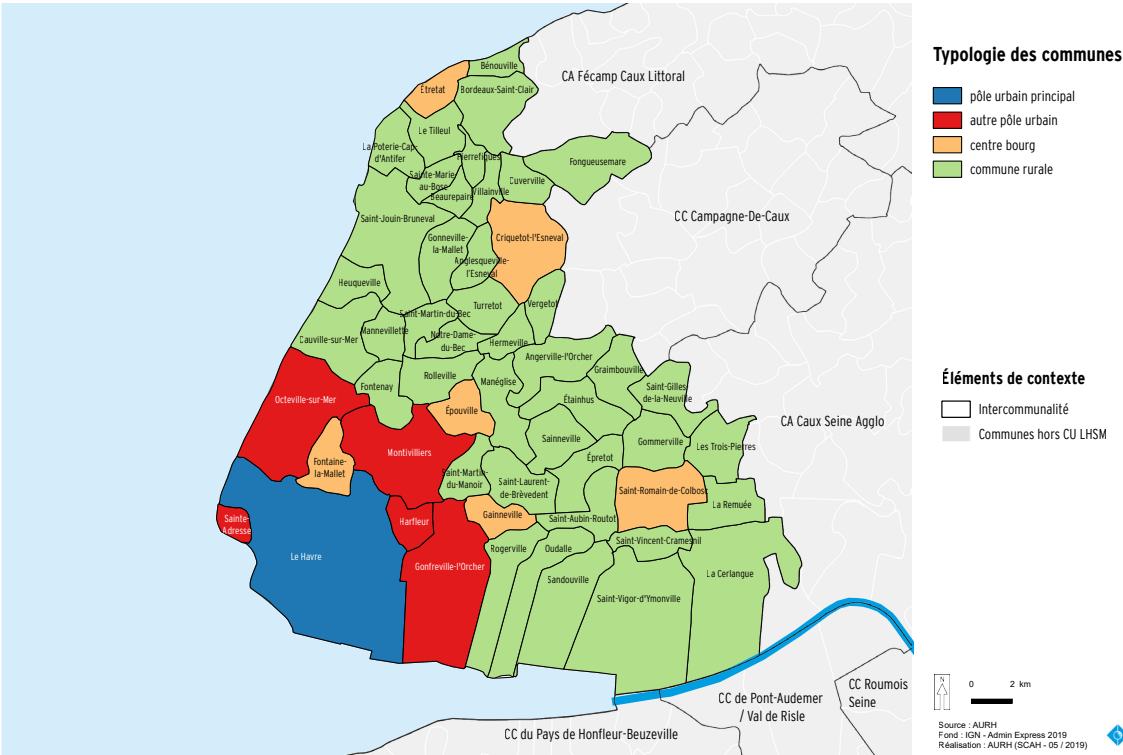 Typologie des communes
pôle urbain principal
autre pôle urbain
centre bourg
commune rurale
Éléments de contexte
Intercommunalité
Communes hors CU LHSM
CA Fécamp Caux Littoral
CC Campagne-De-Caux
CA Caux Seine Agglo
CC Roumois
Seine
CC de Pont-Audemer
/ Val de Risle
CC du Pays de Honfleur-Beuzeville
Bénouville
Étretat
Bordeaux-Saint-Clair
Le Tilleul
La Poterie-Cap-
d'Antifer
Pierrefiques
Fongueusemare
Sainte-Marie-
au-Bosc
Cuverville
Villainville
Beaurepaire
Saint-Jouin-Bruneval
Gonneville-
la-Mallet
Criquetot-l'Esneval
Anglesqueville-
l'Esneval
Heuqueville
Turretot
Vergetot
Saint-Martin-du-Bec
Mannevillette
Cauville-sur-Mer
Notre-Dame-
du-Bec
Hermeville
Angerville-l'Orcher
Graimbouville
Rolleville
Manéglise
Fontenay
Saint-Gilles-
de-la-Neuville
Octeville-sur-Mer
Étainhus
Épouville
Sainneville
Gommerville
Les Trois-Pierres
Montivilliers
Fontaine-
la-Mallet
Épretot
Saint-Martin-
du-Manoir
Saint-Laurent-
de-Brèvedent
Saint-Romain-de-Colbosc
La Remuée
Sainte-
Adresse
Harfleur
Gainneville
Saint-Aubin-Routot
Saint-Vincent-Cramesnil
Le Havre
Gonfreville-l'Orcher
Rogerville
Oudalle
Sandouville
Saint-Vigor-d'Ymonville
La Cerlangue
N
0 2 km
Source : AURH
Fond : IGN - Admin Express 2019
Réalisation : AURH (SCAH - 05 / 2019)